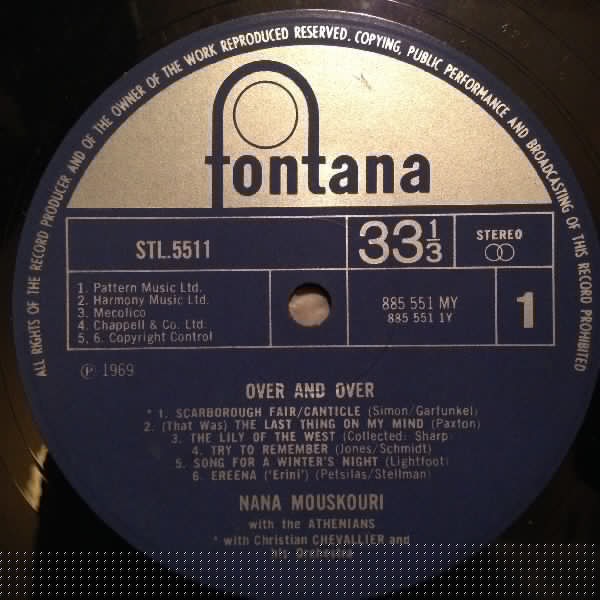 ALL RIGHTS OF THE RECORD PRODUCER AND OF THE OWNER OF THE WORK REPRODUCED RESERVED. COPYING, PUBLIC PERFORMANCE AND BROADCASTING OF THIS RECORD PROHIBITED
fontana
STL.5511
33 1/3
STEREO
1. Pattern Music Ltd.
2. Harmony Music Ltd.
3. Mecolico
4. Chappell & Co. Ltd.
5, 6. Copyright Control
885 551 MY
885 551 1Y
1
℗ 1969
OVER AND OVER
* 1. SCARBOROUGH FAIR/CANTICLE (Simon/Garfunkel)
2. (That Was) THE LAST THING ON MY MIND (Paxton)
3. THE LILY OF THE WEST (Collected: Sharp)
4. TRY TO REMEMBER (Jones/Schmidt)
5. SONG FOR A WINTER'S NIGHT (Lightfoot)
6. EREENA ('Erini') (Petsilas/Stellman)
NANA MOUSKOURI
with the ATHENIANS
* with Christian CHEVALLIER and
his Orchestra